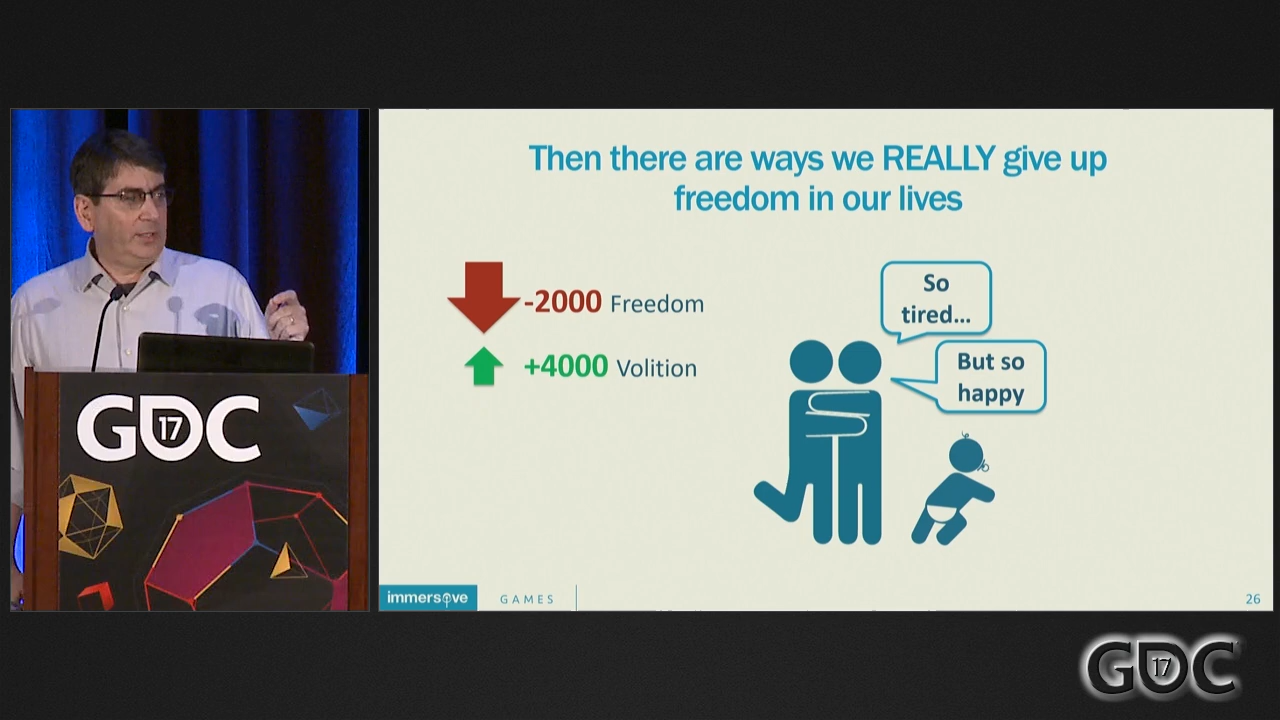 Then there are ways we REALLY give up
freedom in our lives
-2000 Freedom
+4000 Volition
So
tired...
But so
happy
immersive GAMES
26
GDC
17
GDC
17